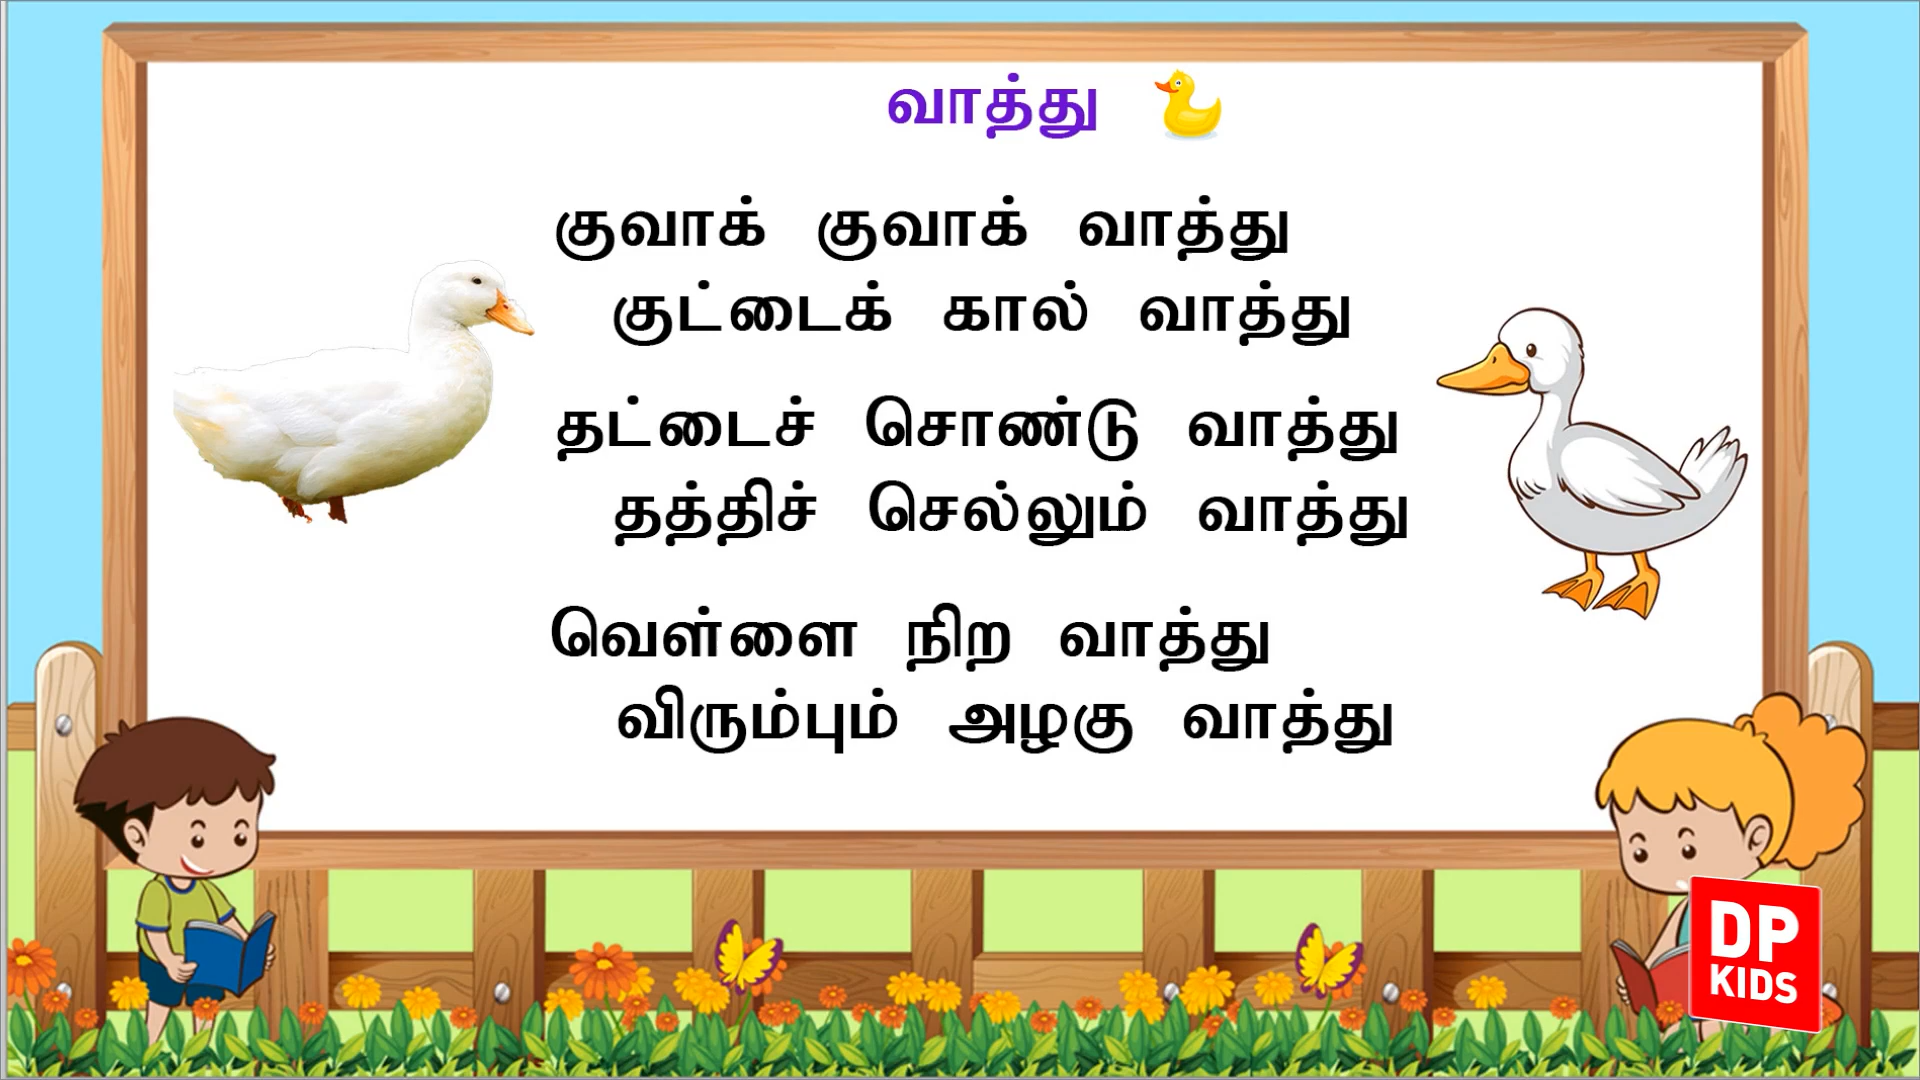 வாத்து
குவாக் குவாக் வாத்து
குட்டைக் கால் வாத்து
தட்டைச் சொண்டு வாத்து
தத்திச் செல்லும் வாத்து
வெள்ளை நிற வாத்து
விரும்பும் அழகு வாத்து
DP
KIDS